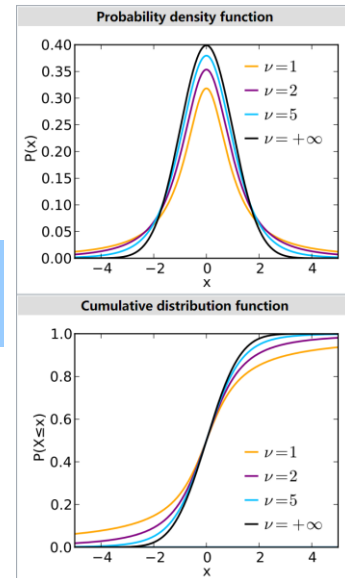 Probability density function
0.40
0.35
0.30
0.25
0.20
0.15
0.10
0.05
0.00
P(x)
ν=1
ν=2
ν=5
ν=+∞
−4 −2 0 2 4
x
Cumulative distribution function
1.0
0.8
0.6
0.4
0.2
0.0
P(X≤x)
ν=1
ν=2
ν=5
ν=+∞
−4 −2 0 2 4
x